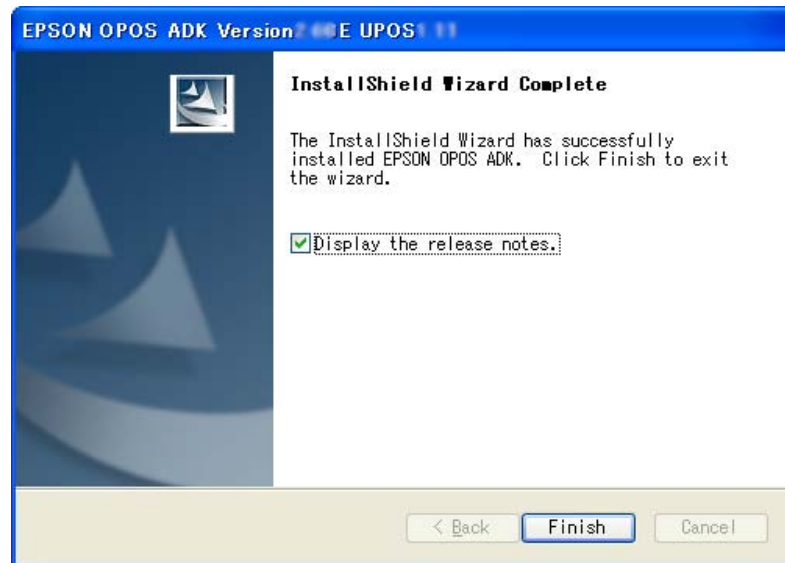 EPSON OPOS ADK Version E UPOS
InstallShield Wizard Complete
The InstallShield Wizard has successfully
installed EPSON OPOS ADK. Click Finish to exit
the wizard.
Display the release notes.
< Back
Finish
Cancel